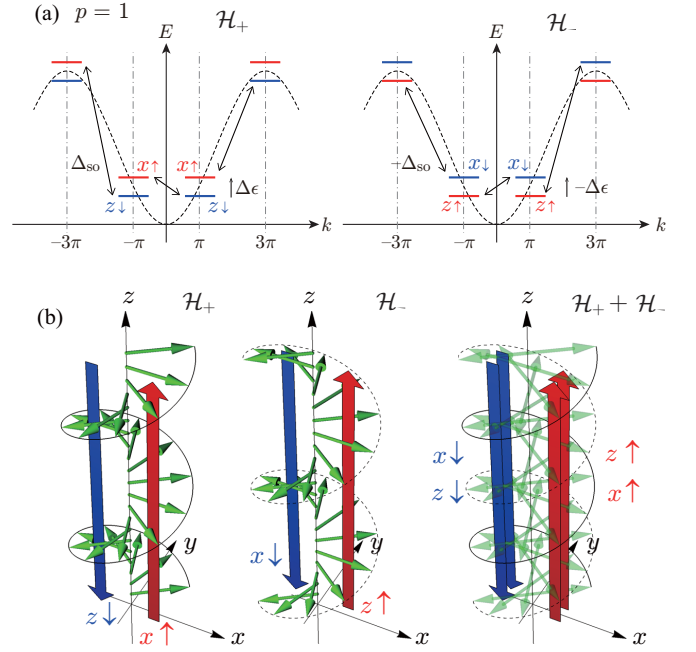 (a) p = 1
E ℋ₊
Δso
x↑ x↑
z↓ z↓
↑Δϵ
−3π −π π 3π k
E ℋ₋
−Δso
x↓ x↓
z↑ z↑
↑ −Δϵ
−3π −π π 3π k
(b)
z ℋ₊
y
z↓
x↑
x
z ℋ₋
y
x↓
z↑
x
z ℋ₊ + ℋ₋
x↓
z↓
z↑
x↑
y
x